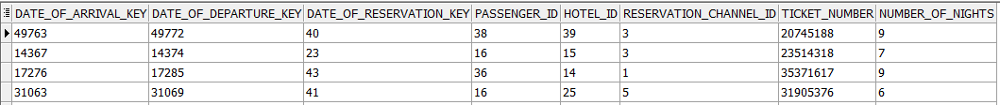 DATE_OF_ARRIVAL_KEY DATE_OF_DEPARTURE_KEY DATE_OF_RESERVATION_KEY PASSENGER_ID HOTEL_ID RESERVATION_CHANNEL_ID TICKET_NUMBER NUMBER_OF_NIGHTS
49763 49772 40 38 39 3 20745188 9
14367 14374 23 16 15 3 23514318 7
17276 17285 43 36 14 1 35371617 9
31063 31069 41 16 25 5 31905376 6